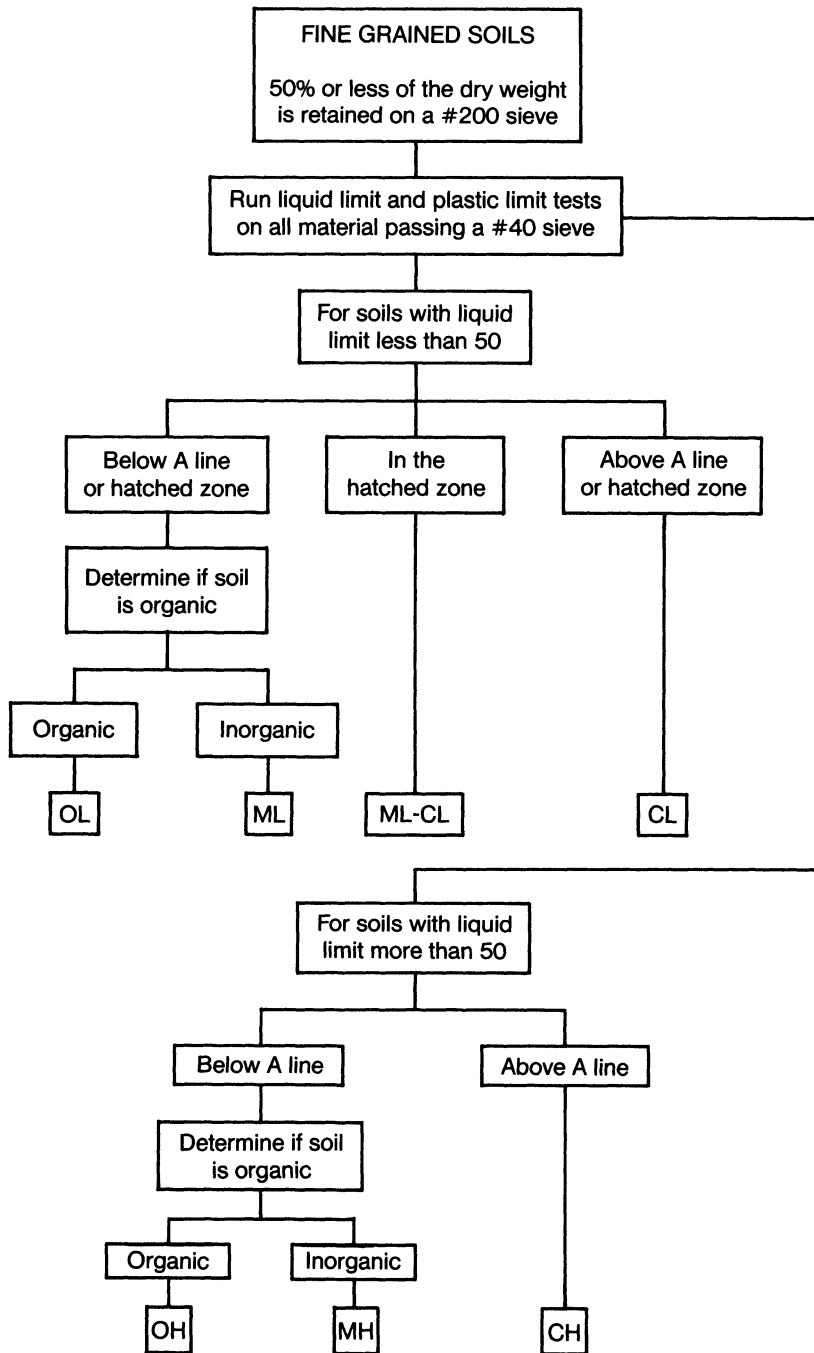 FINE GRAINED SOILS
50% or less of the dry weight
is retained on a #200 sieve
Run liquid limit and plastic limit tests
on all material passing a #40 sieve
For soils with liquid
limit less than 50
Below A line
or hatched zone
In the
hatched zone
Above A line
or hatched zone
Determine if soil
is organic
Organic
Inorganic
OL
ML
ML-CL
CL
For soils with liquid
limit more than 50
Below A line
Above A line
Determine if soil
is organic
Organic
Inorganic
OH
MH
CH